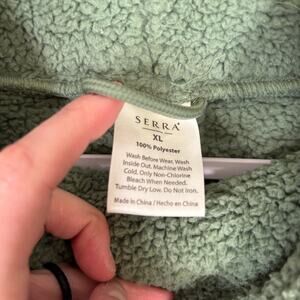 SERRA
XL
100% Polyester
Wash Before Wear, Wash
Inside Out. Machine Wash
Cold. Only Non-Chlorine
Bleach When Needed.
Tumble Dry Low. Do Not Iron.
Made in China / Hecho en China